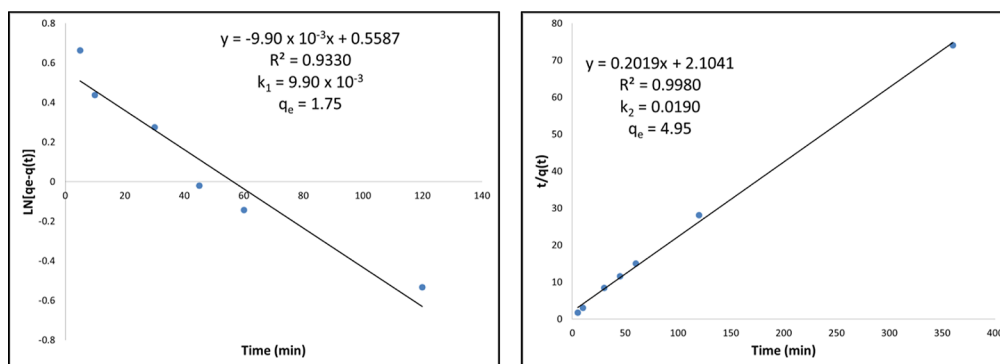 0.8
0.6
0.4
0.2
0
-0.2
-0.4
-0.6
-0.8
0 20 40 60 80 100 120 140
LN[qe-q(t)]
Time (min)
y = -9.90 x 10⁻³x + 0.5587
R² = 0.9330
k₁ = 9.90 x 10⁻³
qₑ = 1.75
80
70
60
50
40
30
20
10
0
0 50 100 150 200 250 300 350 400
t/q(t)
Time (min)
y = 0.2019x + 2.1041
R² = 0.9980
k₂ = 0.0190
qₑ = 4.95